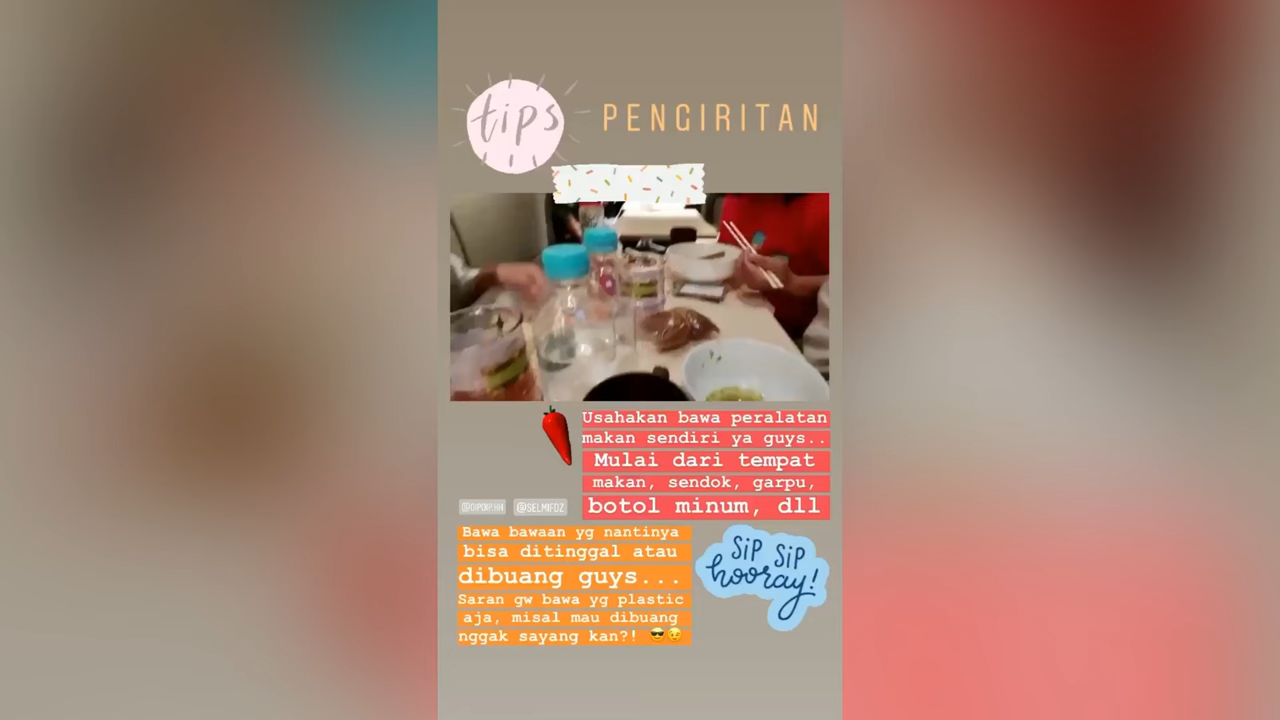 tips
PENGIRITAN
Usahakan bawa peralatan
makan sendiri ya guys..
Mulai dari tempat
makan, sendok, garpu,
botol minum, dll
@SELMIFDZ
Bawa bawaan yg nantinya
bisa ditinggal atau
dibuang guys...
Saran gw bawa yg plastic
aja, misal mau dibuang
nggak sayang kan?! 😎😉
SIP SIP
hooray!